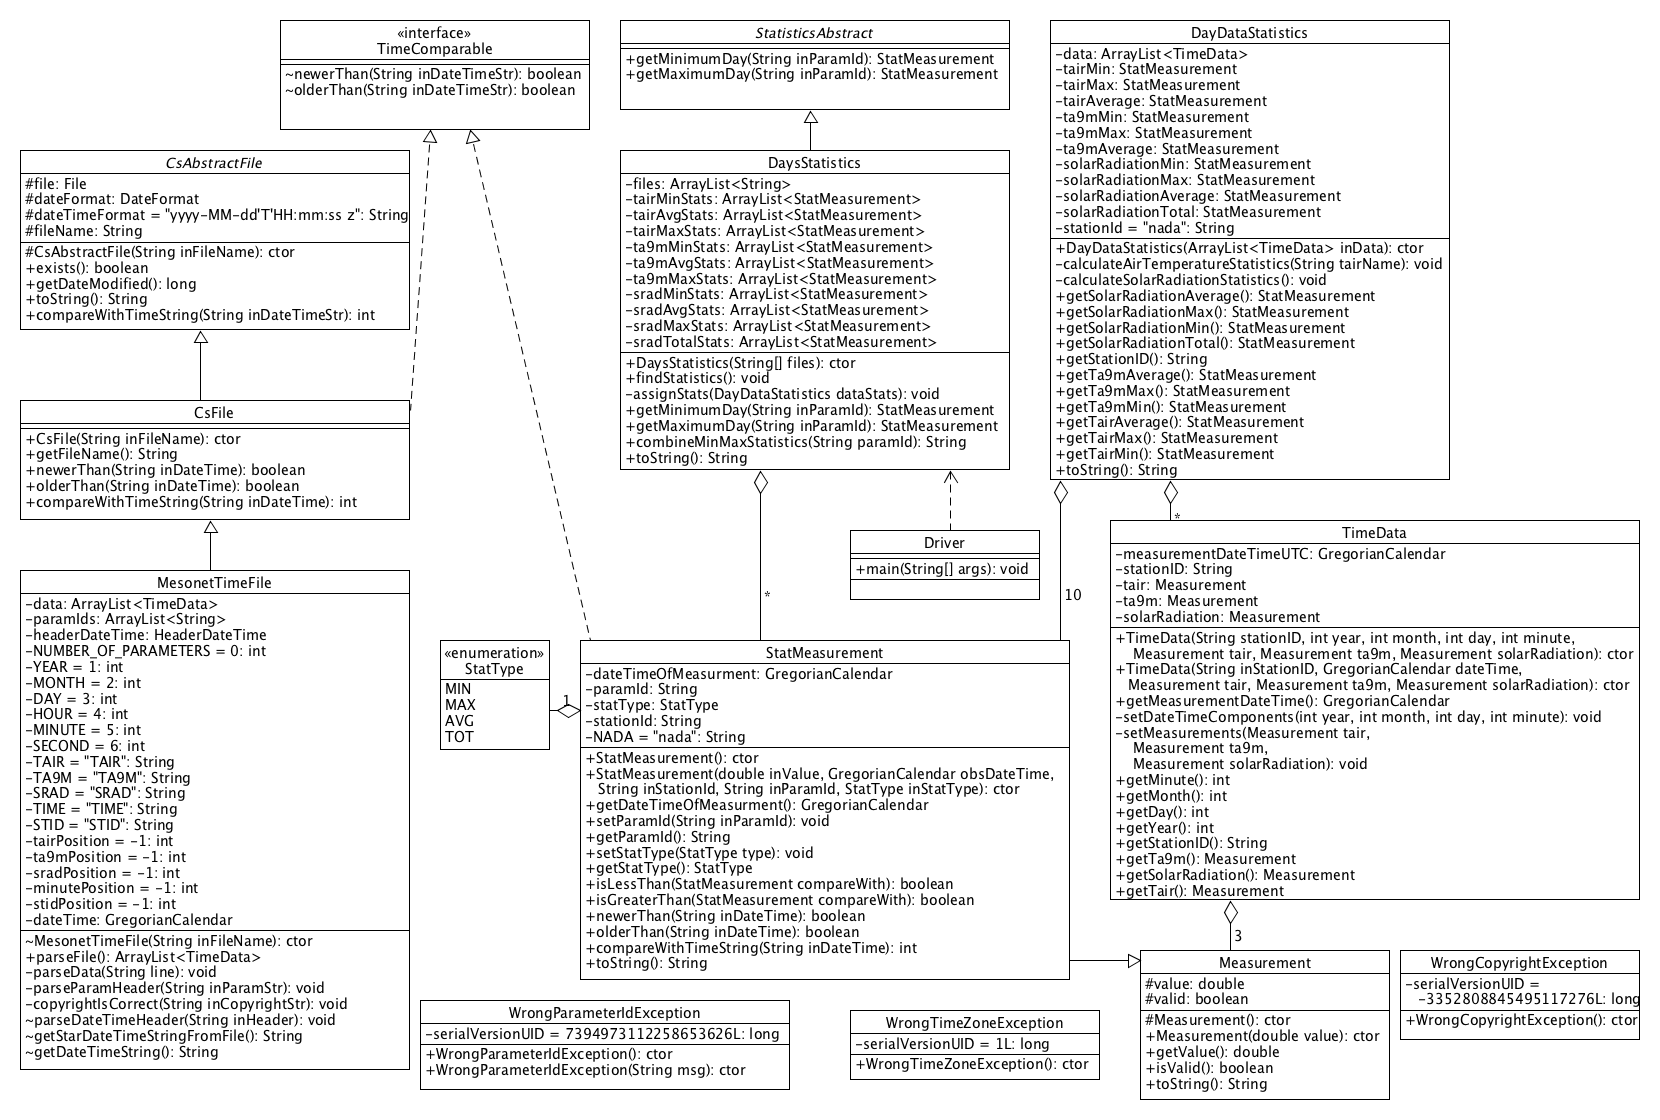 «interface»
TimeComparable
~newerThan(String inDateTimeStr): boolean
~olderThan(String inDateTimeStr): boolean
StatisticsAbstract
+getMinimumDay(String inParamId): StatMeasurement
+getMaximumDay(String inParamId): StatMeasurement
DayDataStatistics
-data: ArrayList<TimeData>
-tairMin: StatMeasurement
-tairMax: StatMeasurement
-tairAverage: StatMeasurement
-ta9mMin: StatMeasurement
-ta9mMax: StatMeasurement
-ta9mAverage: StatMeasurement
-solarRadiationMin: StatMeasurement
-solarRadiationMax: StatMeasurement
-solarRadiationAverage: StatMeasurement
-solarRadiationTotal: StatMeasurement
-stationId = "nada": String
+DayDataStatistics(ArrayList<TimeData> inData): ctor
-calculateAirTemperatureStatistics(String tairName): void
-calculateSolarRadiationStatistics(): void
+getSolarRadiationAverage(): StatMeasurement
+getSolarRadiationMax(): StatMeasurement
+getSolarRadiationMin(): StatMeasurement
+getSolarRadiationTotal(): StatMeasurement
+getStationID(): String
+getTa9mAverage(): StatMeasurement
+getTa9mMax(): StatMeasurement
+getTa9mMin(): StatMeasurement
+getTairAverage(): StatMeasurement
+getTairMax(): StatMeasurement
+getTairMin(): StatMeasurement
+toString(): String
CsAbstractFile
#file: File
#dateFormat: DateFormat
#dateTimeFormat = "yyyy-MM-dd'T'HH:mm:ss z": String
#fileName: String
#CsAbstractFile(String inFileName): ctor
+exists(): boolean
+getDateModified(): long
+toString(): String
+compareWithTimeString(String inDateTimeStr): int
DaysStatistics
-files: ArrayList<String>
-tairMinStats: ArrayList<StatMeasurement>
-tairAvgStats: ArrayList<StatMeasurement>
-tairMaxStats: ArrayList<StatMeasurement>
-ta9mMinStats: ArrayList<StatMeasurement>
-ta9mAvgStats: ArrayList<StatMeasurement>
-ta9mMaxStats: ArrayList<StatMeasurement>
-sradMinStats: ArrayList<StatMeasurement>
-sradAvgStats: ArrayList<StatMeasurement>
-sradMaxStats: ArrayList<StatMeasurement>
-sradTotalStats: ArrayList<StatMeasurement>
+DaysStatistics(String[] files): ctor
+findStatistics(): void
-assignStats(DayDataStatistics dataStats): void
+getMinimumDay(String inParamId): StatMeasurement
+getMaximumDay(String inParamId): StatMeasurement
+combineMinMaxStatistics(String paramId): String
+toString(): String
CsFile
+CsFile(String inFileName): ctor
+getFileName(): String
+newerThan(String inDateTime): boolean
+olderThan(String inDateTime): boolean
+compareWithTimeString(String inDateTime): int
Driver
+main(String[] args): void
*
10
*
TimeData
-measurementDateTimeUTC: GregorianCalendar
-stationID: String
-tair: Measurement
-ta9m: Measurement
-solarRadiation: Measurement
+TimeData(String stationID, int year, int month, int day, int minute,
Measurement tair, Measurement ta9m, Measurement solarRadiation): ctor
+TimeData(String inStationID, GregorianCalendar dateTime,
Measurement tair, Measurement ta9m, Measurement solarRadiation): ctor
+getMeasurementDateTime(): GregorianCalendar
-setDateTimeComponents(int year, int month, int day, int minute): void
-setMeasurements(Measurement tair,
Measurement ta9m,
Measurement solarRadiation): void
+getMinute(): int
+getMonth(): int
+getDay(): int
+getYear(): int
+getStationID(): String
+getTa9m(): Measurement
+getSolarRadiation(): Measurement
+getTair(): Measurement
MesonetTimeFile
-data: ArrayList<TimeData>
-paramIds: ArrayList<String>
-headerDateTime: HeaderDateTime
-NUMBER_OF_PARAMETERS = 0: int
-YEAR = 1: int
-MONTH = 2: int
-DAY = 3: int
-HOUR = 4: int
-MINUTE = 5: int
-SECOND = 6: int
-TAIR = "TAIR": String
-TA9M = "TA9M": String
-SRAD = "SRAD": String
-TIME = "TIME": String
-STID = "STID": String
-tairPosition = -1: int
-ta9mPosition = -1: int
-sradPosition = -1: int
-minutePosition = -1: int
-stidPosition = -1: int
-dateTime: GregorianCalendar
~MesonetTimeFile(String inFileName): ctor
+parseFile(): ArrayList<TimeData>
-parseData(String line): void
-parseParamHeader(String inParamStr): void
-copyrightIsCorrect(String inCopyrightStr): void
~parseDateTimeHeader(String inHeader): void
~getStarDateTimeStringFromFile(): String
~getDateTimeString(): String
«enumeration»
StatType
MIN
MAX
AVG
TOT
1
StatMeasurement
-dateTimeOfMeasurment: GregorianCalendar
-paramId: String
-statType: StatType
-stationId: String
-NADA = "nada": String
+StatMeasurement(): ctor
+StatMeasurement(double inValue, GregorianCalendar obsDateTime,
String inStationId, String inParamId, StatType inStatType): ctor
+getDateTimeOfMeasurment(): GregorianCalendar
+setParamId(String inParamId): void
+getParamId(): String
+setStatType(StatType type): void
+getStatType(): StatType
+isLessThan(StatMeasurement compareWith): boolean
+isGreaterThan(StatMeasurement compareWith): boolean
+newerThan(String inDateTime): boolean
+olderThan(String inDateTime): boolean
+compareWithTimeString(String inDateTime): int
+toString(): String
3
Measurement
#value: double
#valid: boolean
#Measurement(): ctor
+Measurement(double value): ctor
+getValue(): double
+isValid(): boolean
+toString(): String
WrongCopyrightException
-serialVersionUID =
-3352808845495117276L: long
+WrongCopyrightException(): ctor
WrongParameterIdException
-serialVersionUID = 7394973112258653626L: long
+WrongParameterIdException(): ctor
+WrongParameterIdException(String msg): ctor
WrongTimeZoneException
-serialVersionUID = 1L: long
+WrongTimeZoneException(): ctor